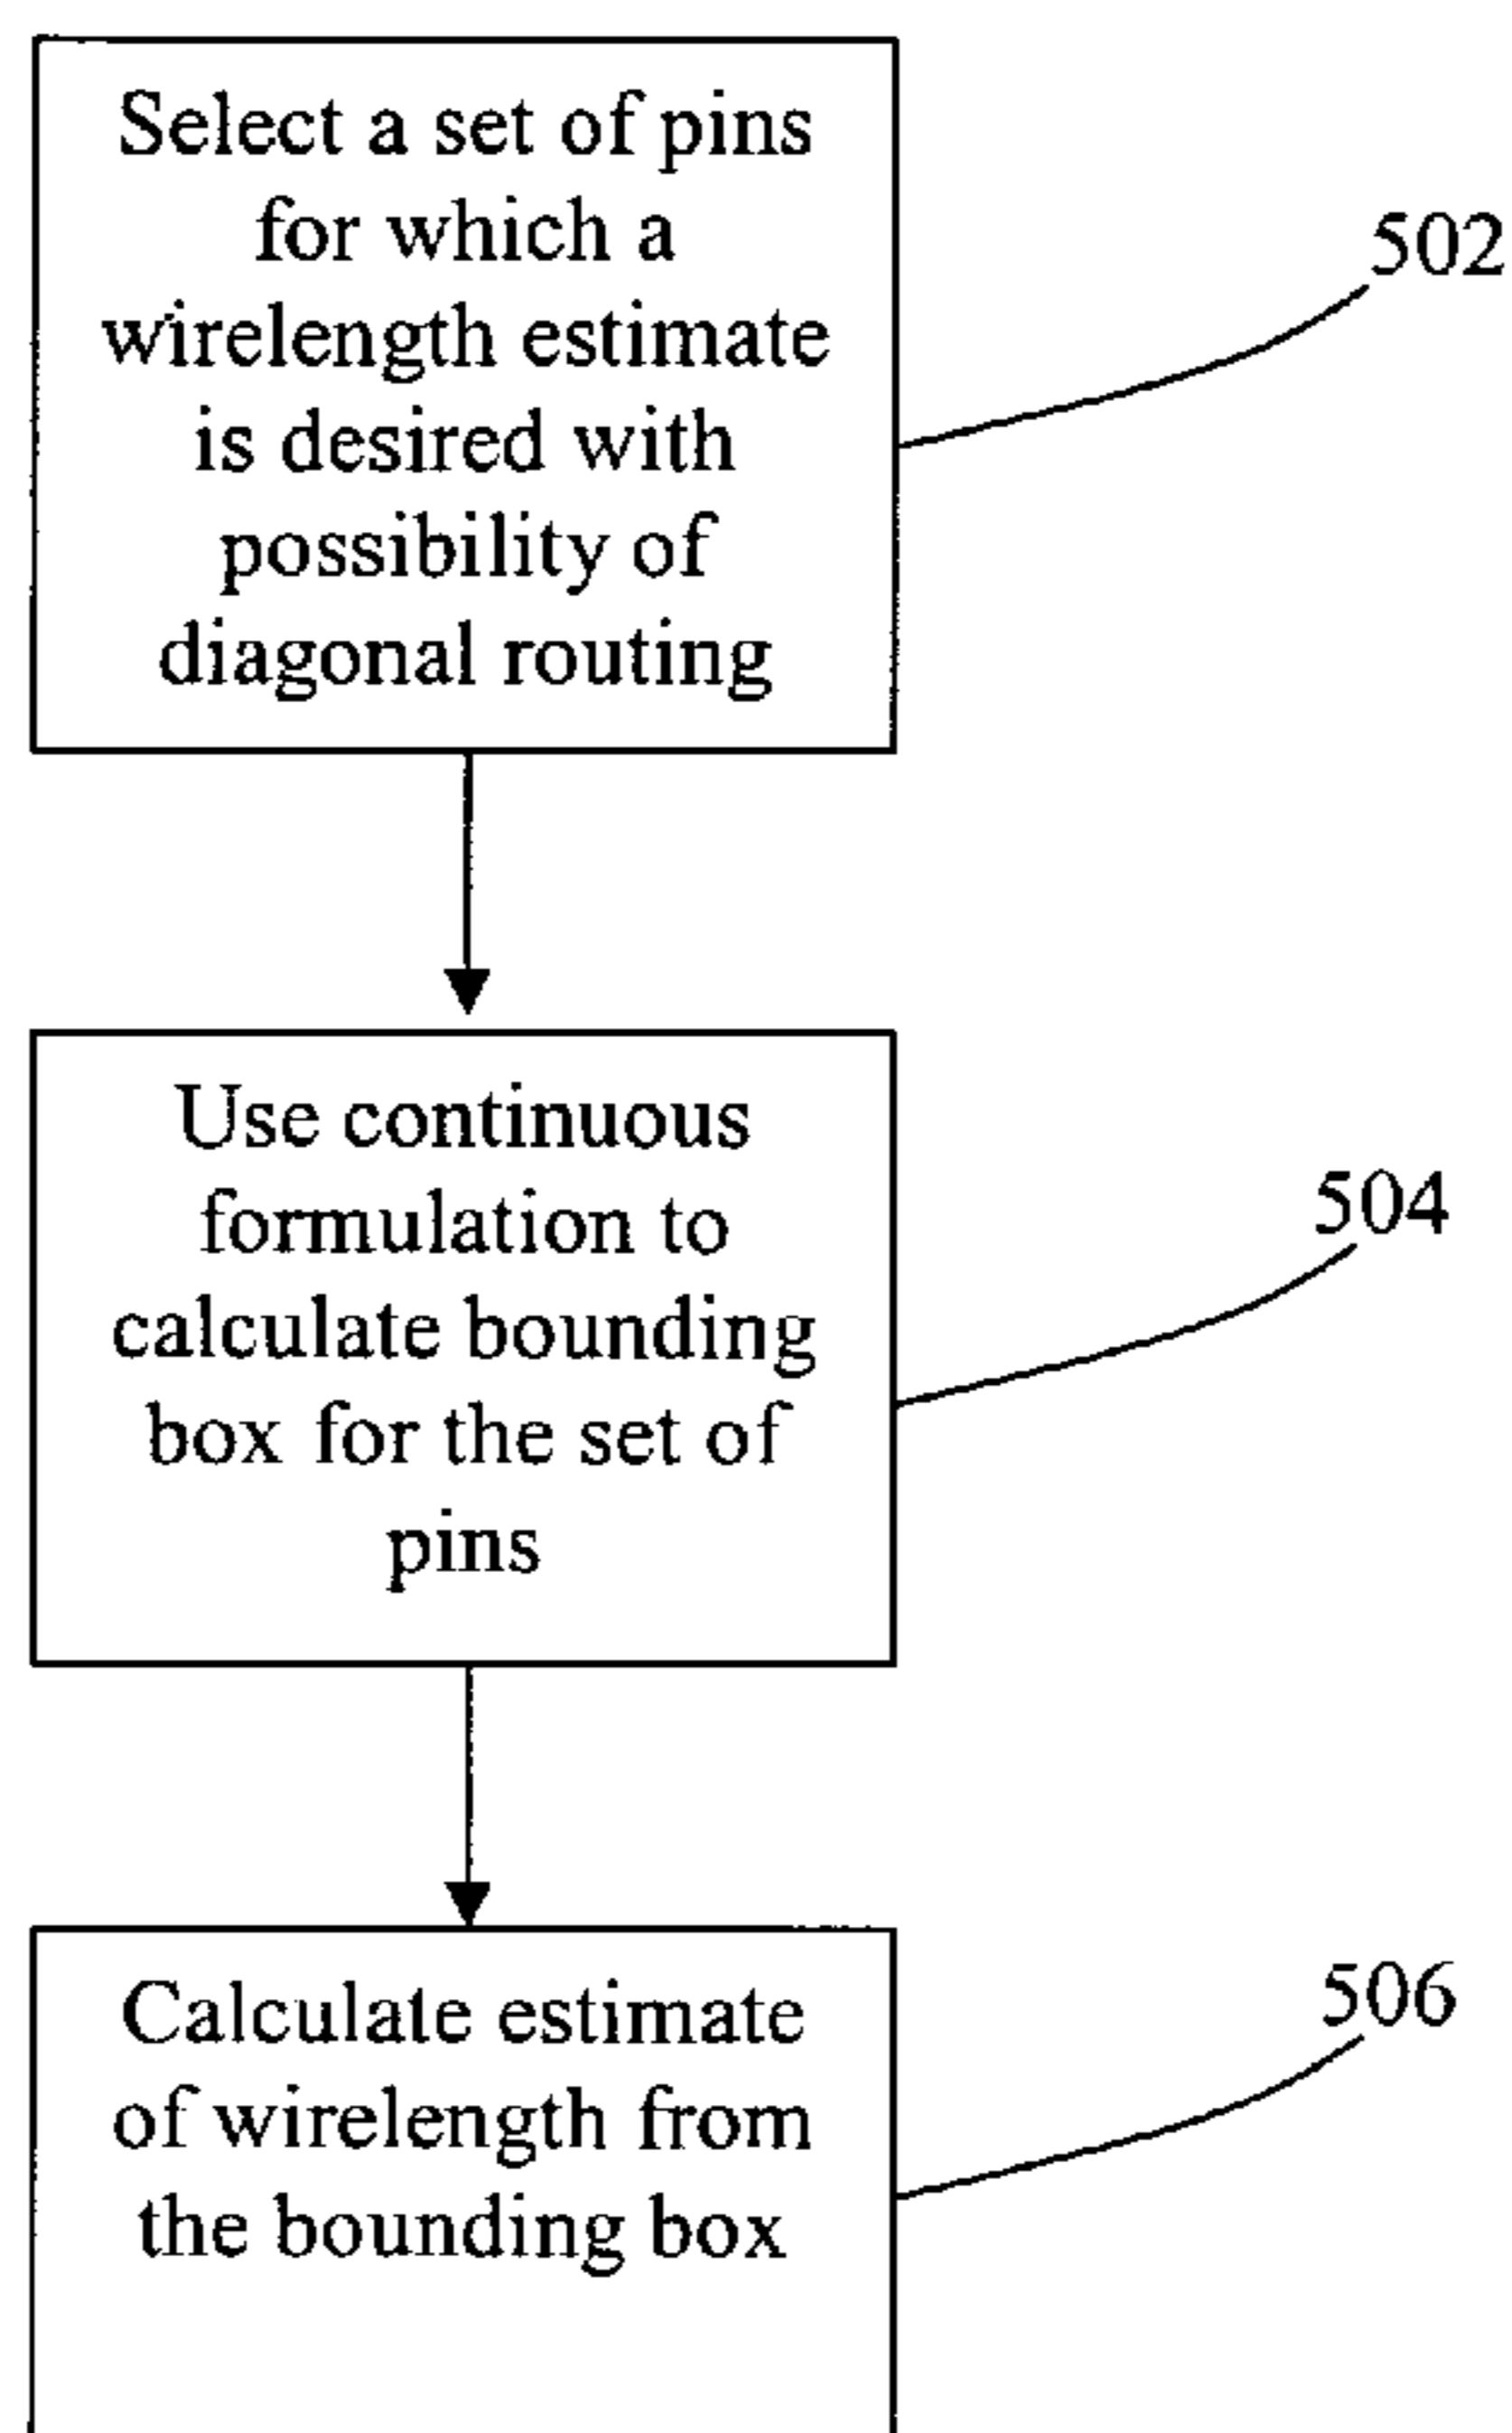 Select a set of pins
for which a
wirelength estimate
is desired with
possibility of
diagonal routing
502
Use continuous
formulation to
calculate bounding
box for the set of
pins
504
Calculate estimate
of wirelength from
the bounding box
506